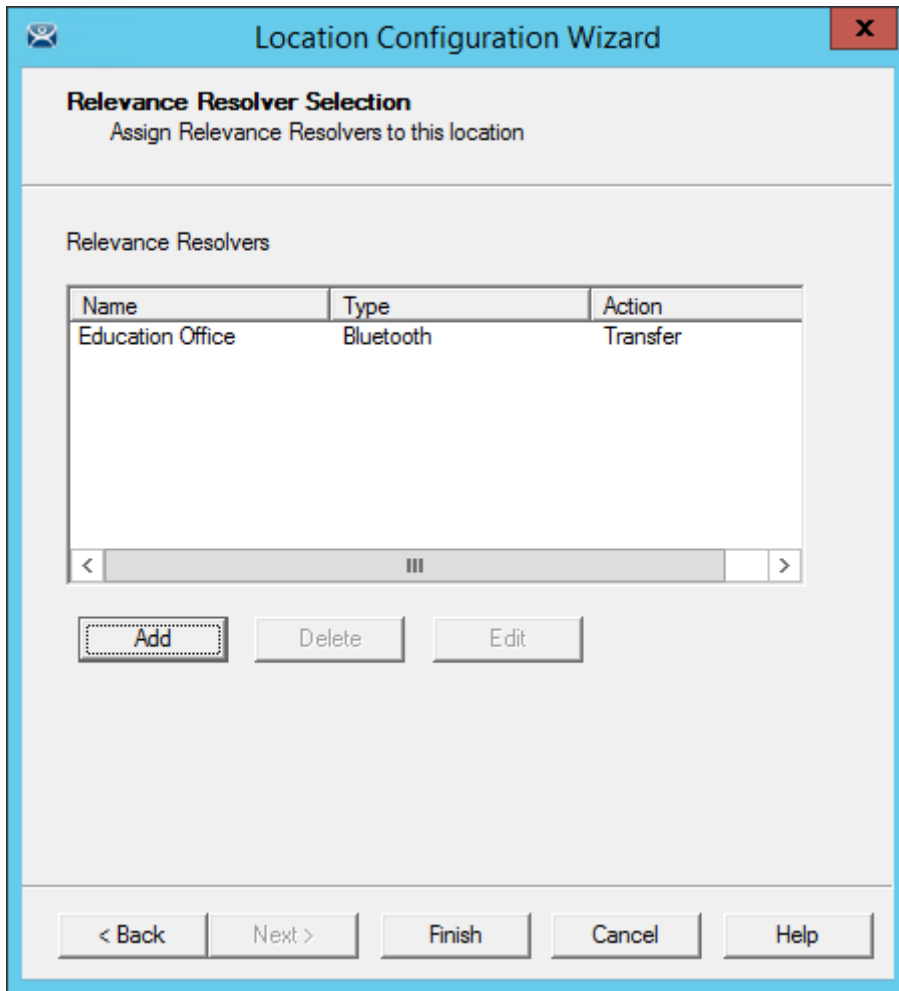 Location Configuration Wizard
x
Relevance Resolver Selection
Assign Relevance Resolvers to this location
Relevance Resolvers
Name Type Action
Education Office Bluetooth Transfer
Add Delete Edit
< Back Next > Finish Cancel Help